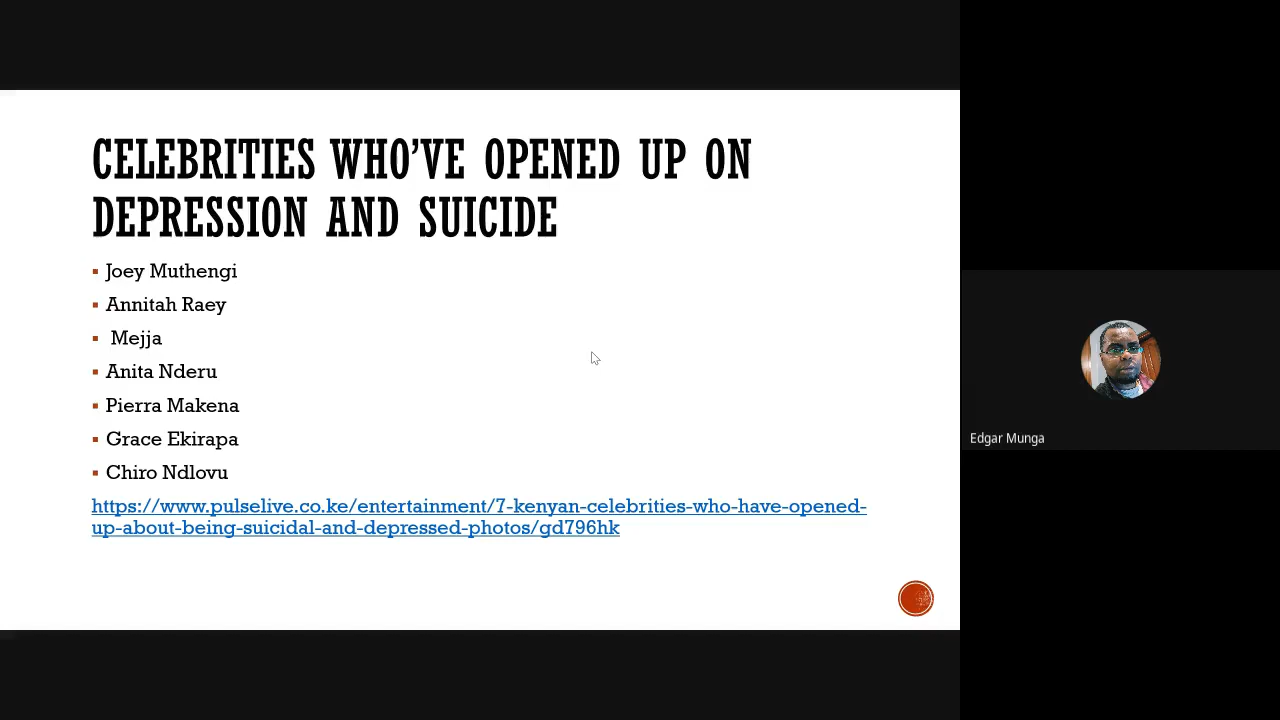 CELEBRITIES WHO'VE OPENED UP ON
DEPRESSION AND SUICIDE
▪ Joey Muthengi
▪ Annitah Raey
▪ Mejja
▪ Anita Nderu
▪ Pierra Makena
▪ Grace Ekirapa
▪ Chiro Ndlovu
https://www.pulselive.co.ke/entertainment/7-kenyan-celebrities-who-have-opened-
up-about-being-suicidal-and-depressed-photos/gd796hk
Edgar Munga